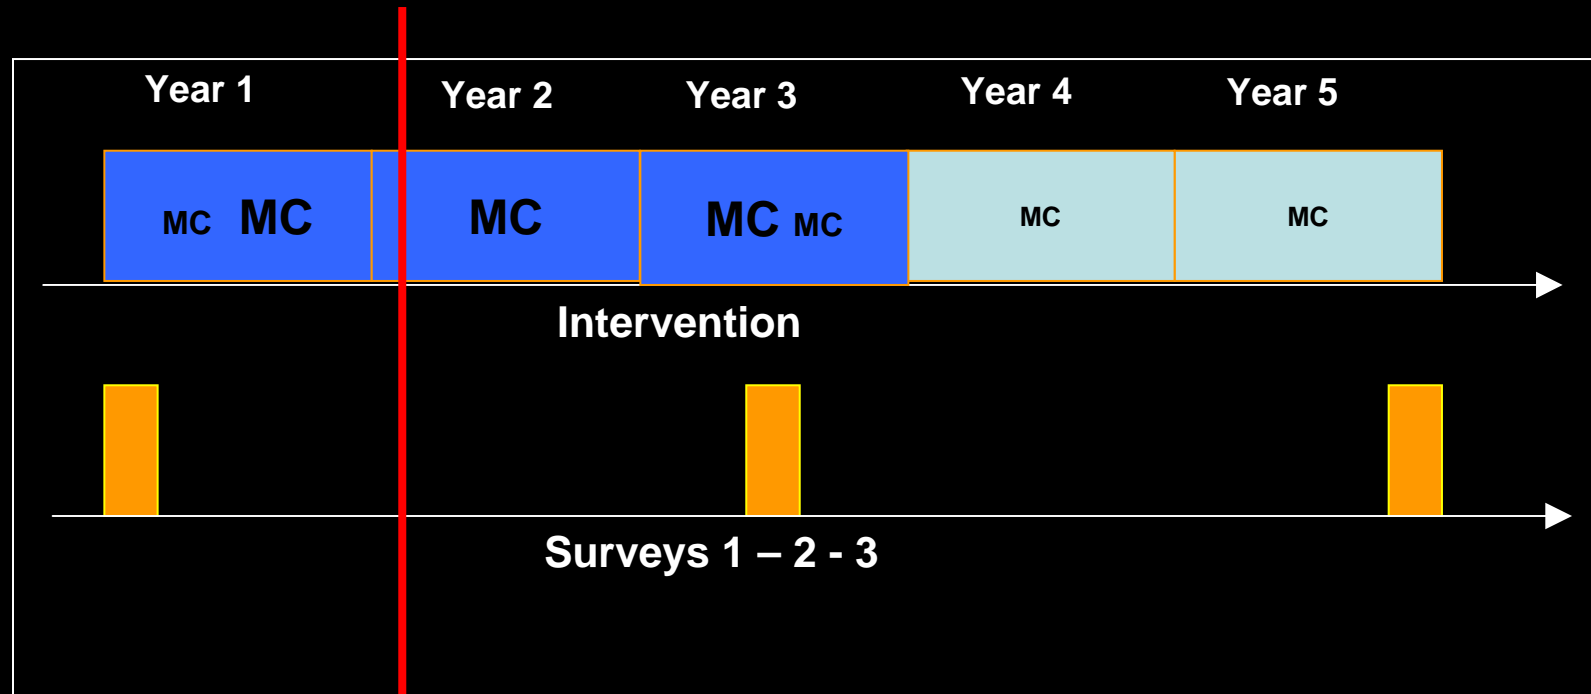 Year 1 Year 2 Year 3 Year 4 Year 5
MC MC MC MC MC MC MC
Intervention
Surveys 1 – 2 - 3